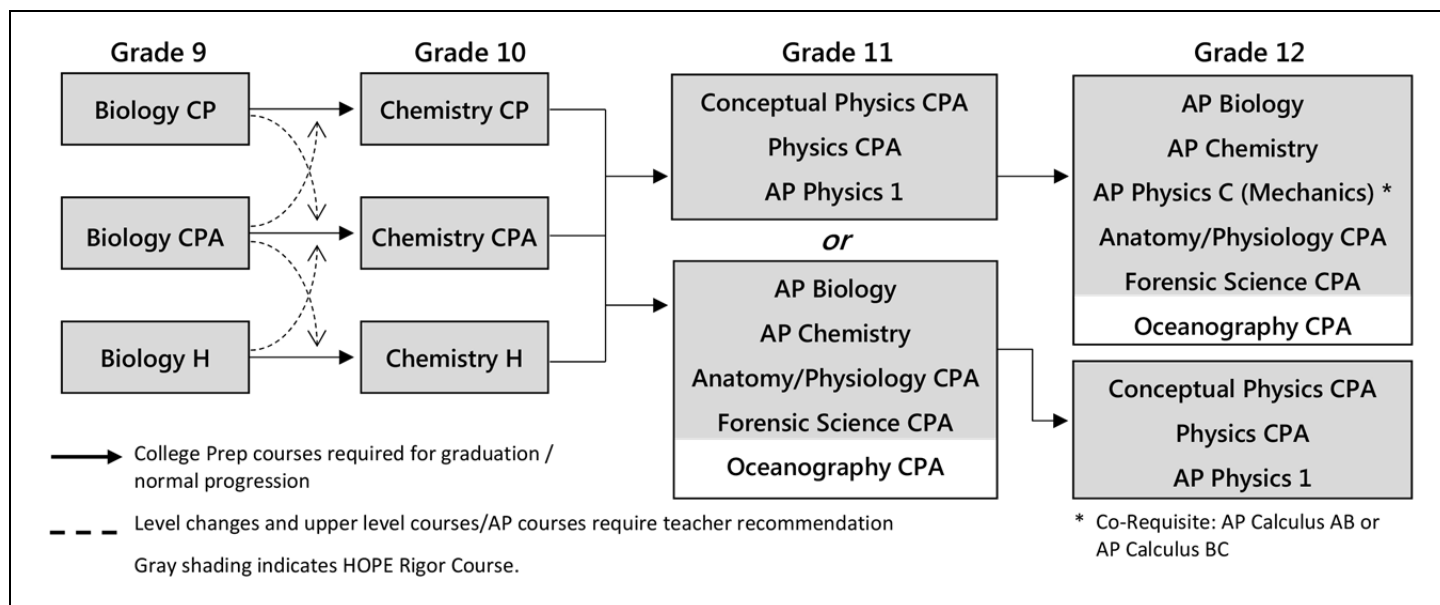 Grade 9
Biology CP
Biology CPA
Biology H
Grade 10
Chemistry CP
Chemistry CPA
Chemistry H
Grade 11
Conceptual Physics CPA
Physics CPA
AP Physics 1
or
AP Biology
AP Chemistry
Anatomy/Physiology CPA
Forensic Science CPA
Oceanography CPA
Grade 12
AP Biology
AP Chemistry
AP Physics C (Mechanics) *
Anatomy/Physiology CPA
Forensic Science CPA
Oceanography CPA
Conceptual Physics CPA
Physics CPA
AP Physics 1
College Prep courses required for graduation /
normal progression
Level changes and upper level courses/AP courses require teacher recommendation
Gray shading indicates HOPE Rigor Course.
* Co-Requisite: AP Calculus AB or
AP Calculus BC